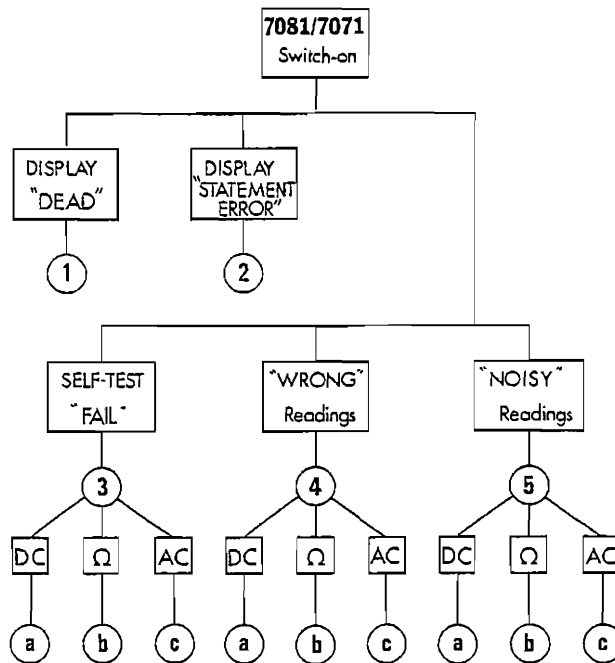 7081/7071
Switch-on
DISPLAY
"DEAD"
DISPLAY
"STATEMENT
ERROR"
1
2
SELF-TEST
"FAIL"
"WRONG"
Readings
"NOISY"
Readings
3
4
5
DC Ω AC DC Ω AC DC Ω AC
a b c a b c a b c